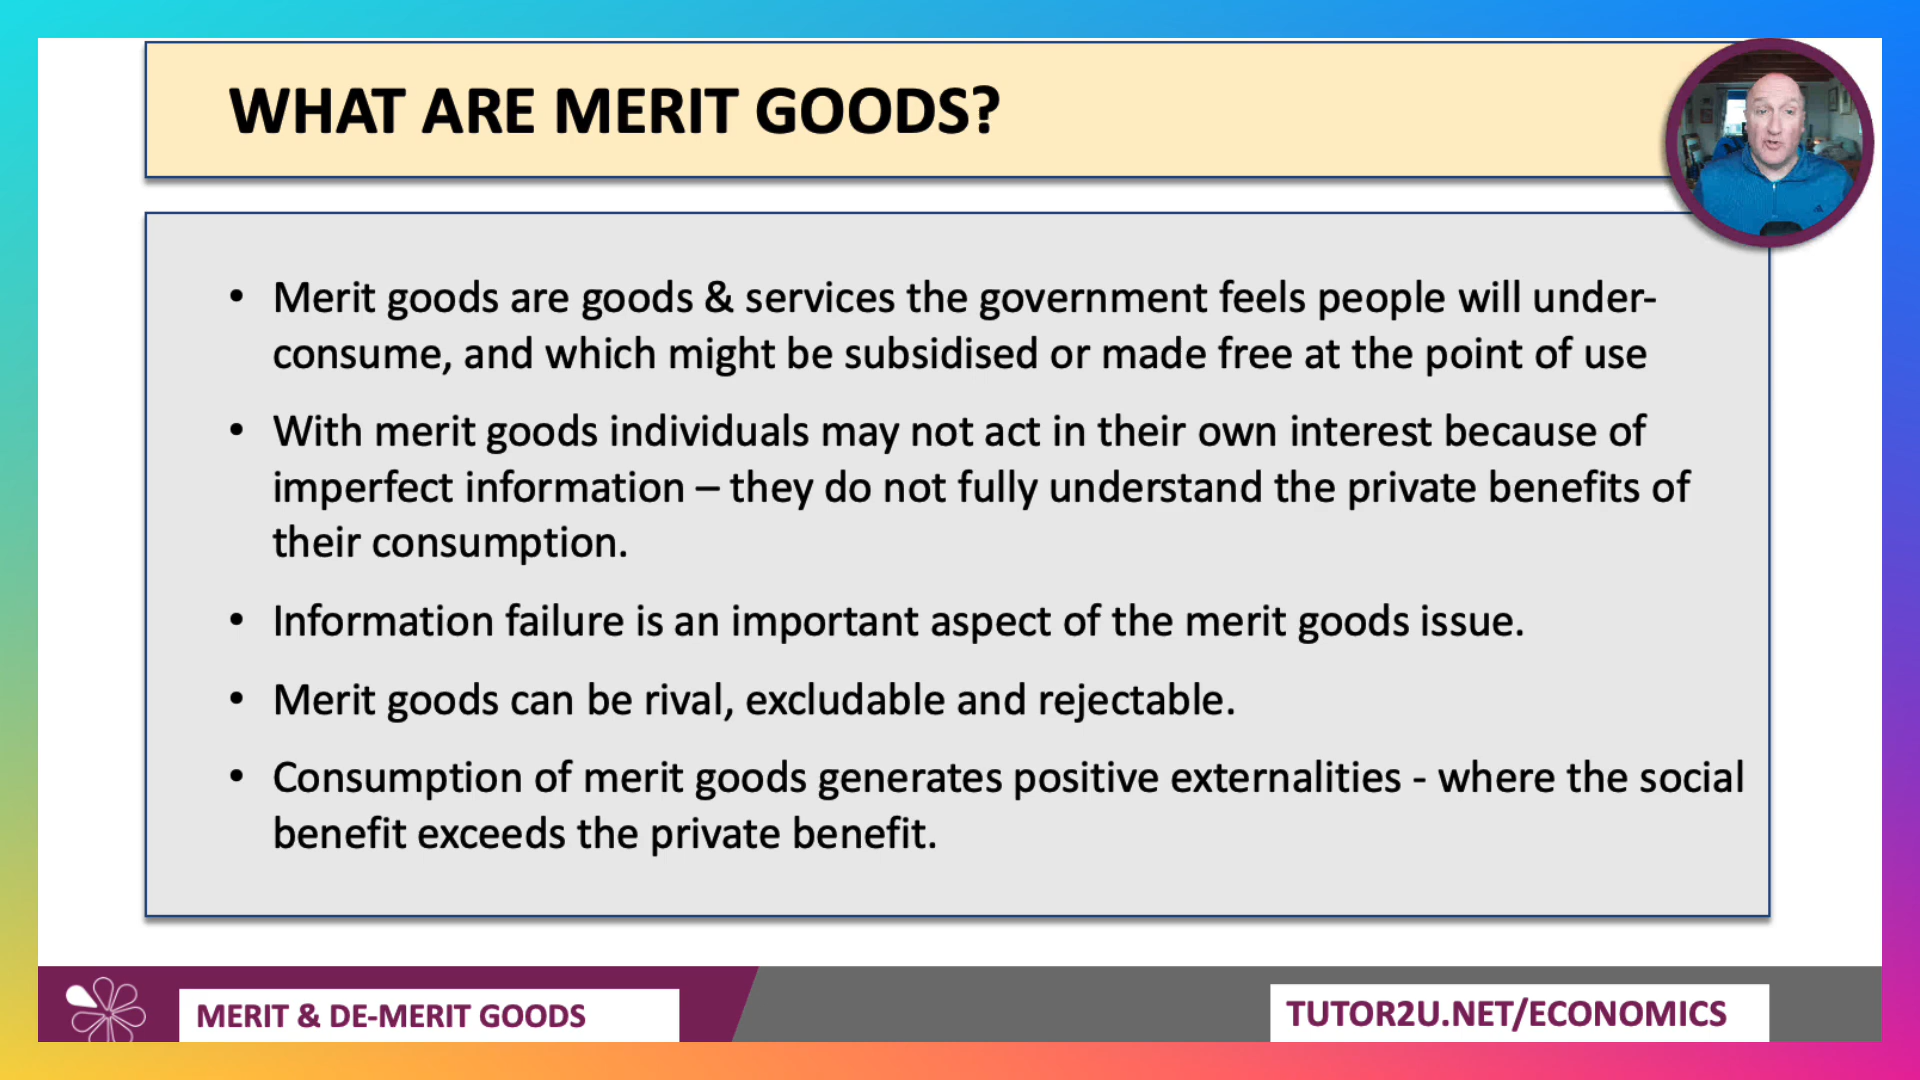 WHAT ARE MERIT GOODS?
• Merit goods are goods & services the government feels people will under-
consume, and which might be subsidised or made free at the point of use
• With merit goods individuals may not act in their own interest because of
imperfect information – they do not fully understand the private benefits of
their consumption.
• Information failure is an important aspect of the merit goods issue.
• Merit goods can be rival, excludable and rejectable.
• Consumption of merit goods generates positive externalities - where the social
benefit exceeds the private benefit.
MERIT & DE-MERIT GOODS
TUTOR2U.NET/ECONOMICS